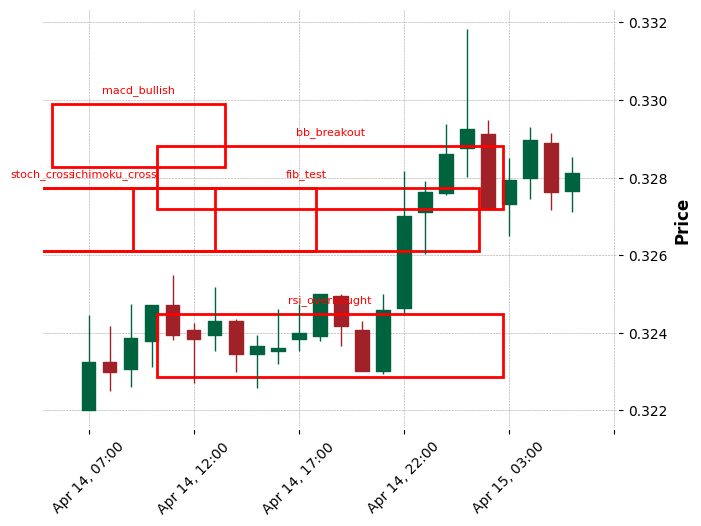 0.332
macd_bullish
0.330
bb_breakout
stoch_cross
ichimoku_cross
fib_test
0.328
Price
0.326
rsi_overbought
0.324
0.322
Apr 14, 07:00
Apr 14, 12:00
Apr 14, 17:00
Apr 14, 22:00
Apr 15, 03:00